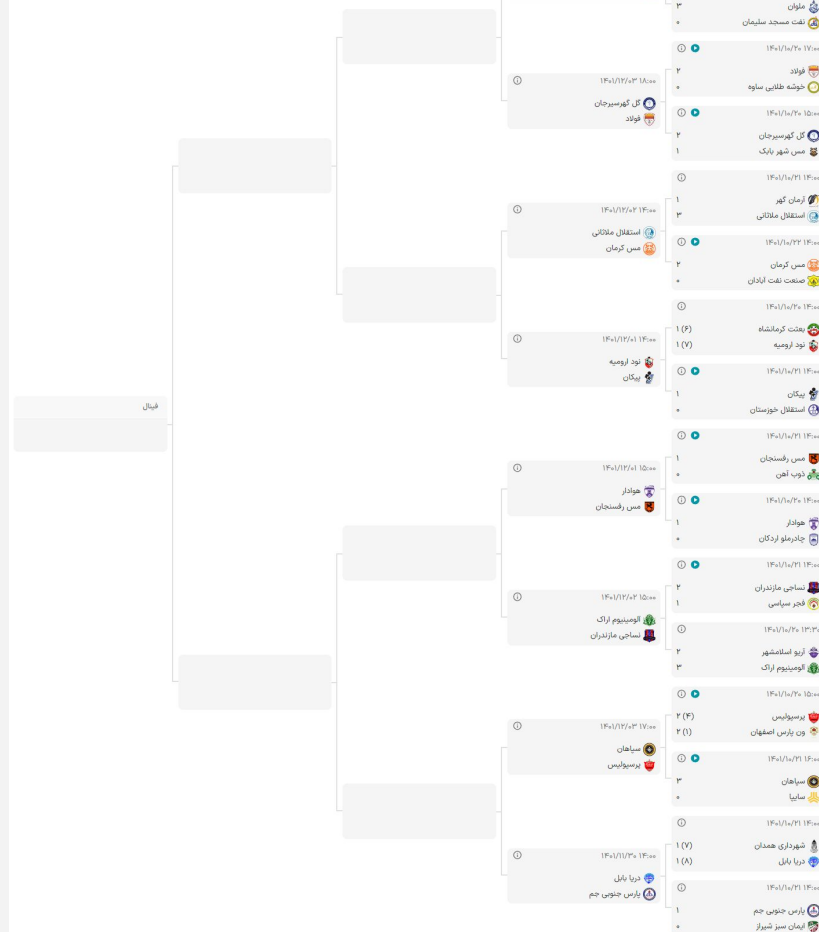 ملوان ۳
نفت مسجد سلیمان ۰
۱۴۰۱/۱۰/۲۰ ۱۷:۰۰
فولاد ۲
خوشه طلایی ساوه ۰
۱۴۰۱/۱۰/۲۰ ۱۵:۰۰
گل گهرسیرجان ۲
مس شهر بابک ۱
۱۴۰۱/۱۰/۲۱ ۱۴:۰۰
آرمان گهر ۱
استقلال ملاثانی ۳
۱۴۰۱/۱۰/۲۲ ۱۴:۰۰
مس کرمان ۲
صنعت نفت آبادان ۰
۱۴۰۱/۱۰/۲۰ ۱۴:۰۰
بعثت کرمانشاه ۱ (۶)
نود ارومیه ۱ (۷)
۱۴۰۱/۱۰/۲۱ ۱۴:۰۰
پیکان ۱
استقلال خوزستان ۰
۱۴۰۱/۱۰/۲۱ ۱۴:۰۰
مس رفسنجان ۱
ذوب آهن ۰
۱۴۰۱/۱۰/۲۰ ۱۴:۰۰
هوادار ۱
چادرملو اردکان ۰
۱۴۰۱/۱۰/۲۱ ۱۴:۰۰
نساجی مازندران ۲
فجر سپاسی ۱
۱۴۰۱/۱۰/۲۰ ۱۳:۳۰
آریو اسلامشهر ۲
آلومینیوم اراک ۳
۱۴۰۱/۱۰/۲۰ ۱۵:۰۰
پرسپولیس ۲ (۴)
ون پارس اصفهان ۲ (۱)
۱۴۰۱/۱۰/۲۱ ۱۶:۰۰
سپاهان ۳
سایپا ۰
۱۴۰۱/۱۰/۲۱ ۱۴:۰۰
شهرداری همدان ۱ (۷)
دریا بابل ۱ (۸)
۱۴۰۱/۱۰/۲۱ ۱۴:۰۰
پارس جنوبی جم ۱
ایمان سبز شیراز ۰
۱۴۰۱/۱۲/۰۳ ۱۸:۰۰
گل گهرسیرجان
فولاد
۱۴۰۱/۱۲/۰۲ ۱۴:۰۰
استقلال ملاثانی
مس کرمان
۱۴۰۱/۱۲/۰۱ ۱۴:۰۰
نود ارومیه
پیکان
۱۴۰۱/۱۲/۰۱ ۱۵:۰۰
هوادار
مس رفسنجان
۱۴۰۱/۱۲/۰۲ ۱۵:۰۰
آلومینیوم اراک
نساجی مازندران
۱۴۰۱/۱۲/۰۳ ۱۷:۰۰
سپاهان
پرسپولیس
۱۴۰۱/۱۱/۳۰ ۱۴:۰۰
دریا بابل
پارس جنوبی جم
فینال